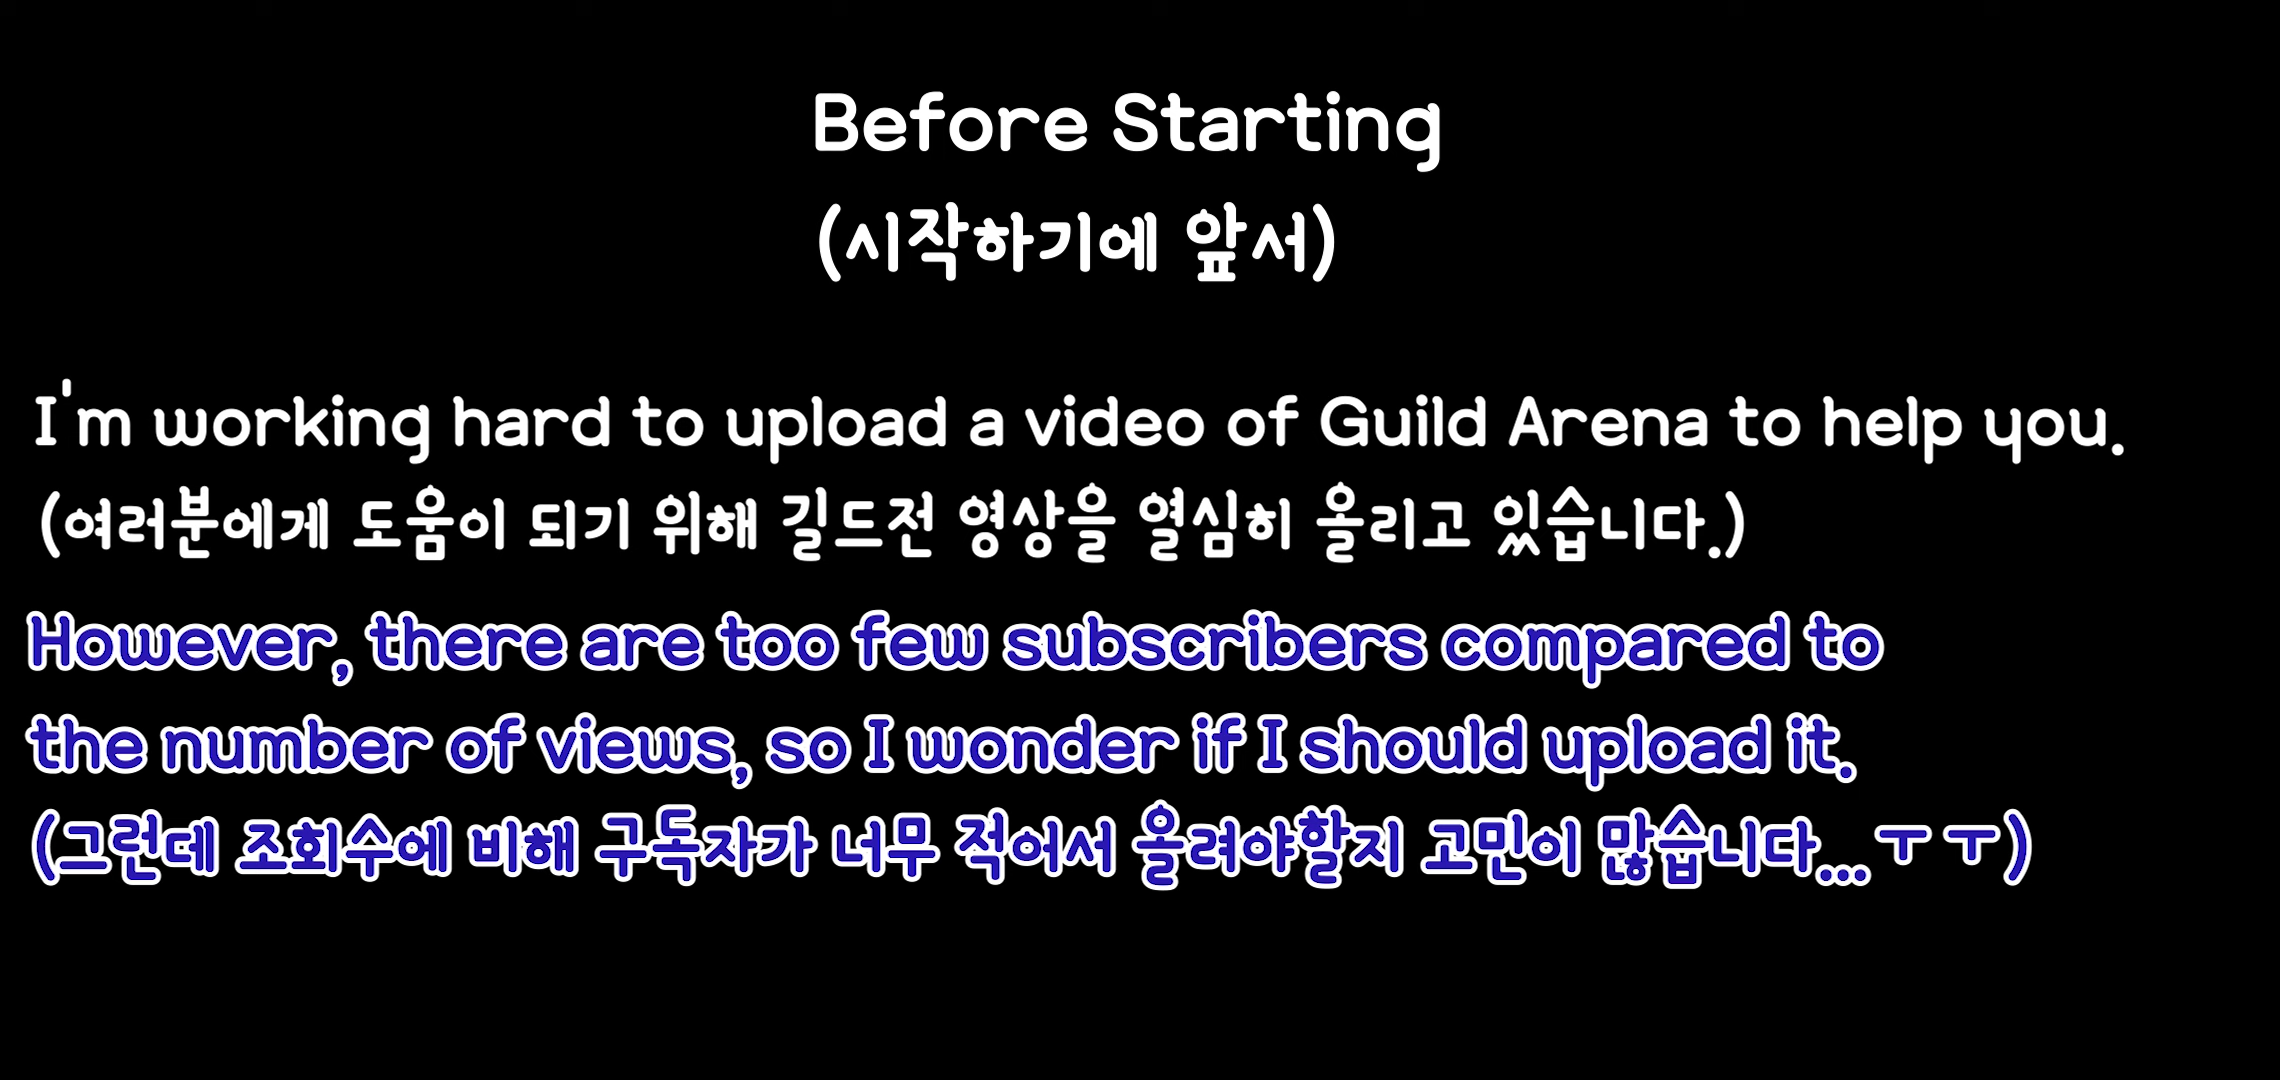 Before Starting
(시작하기에 앞서)
I'm working hard to upload a video of Guild Arena to help you.
(여러분에게 도움이 되기 위해 길드전 영상을 열심히 올리고 있습니다.)
However, there are too few subscribers compared to
the number of views, so I wonder if I should upload it.
(그런데 조회수에 비해 구독자가 너무 적어서 올려야할지 고민이 많습니다...ㅜㅜ)